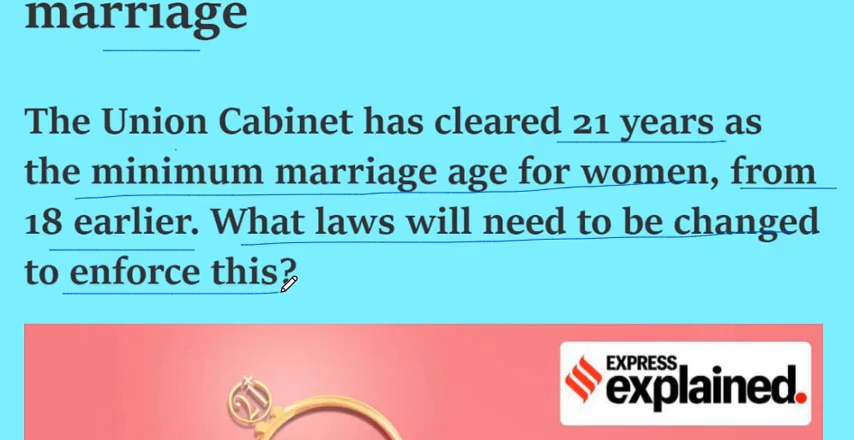 marriage
The Union Cabinet has cleared 21 years as
the minimum marriage age for women, from
18 earlier. What laws will need to be changed
to enforce this?
EXPRESS
explained.
21